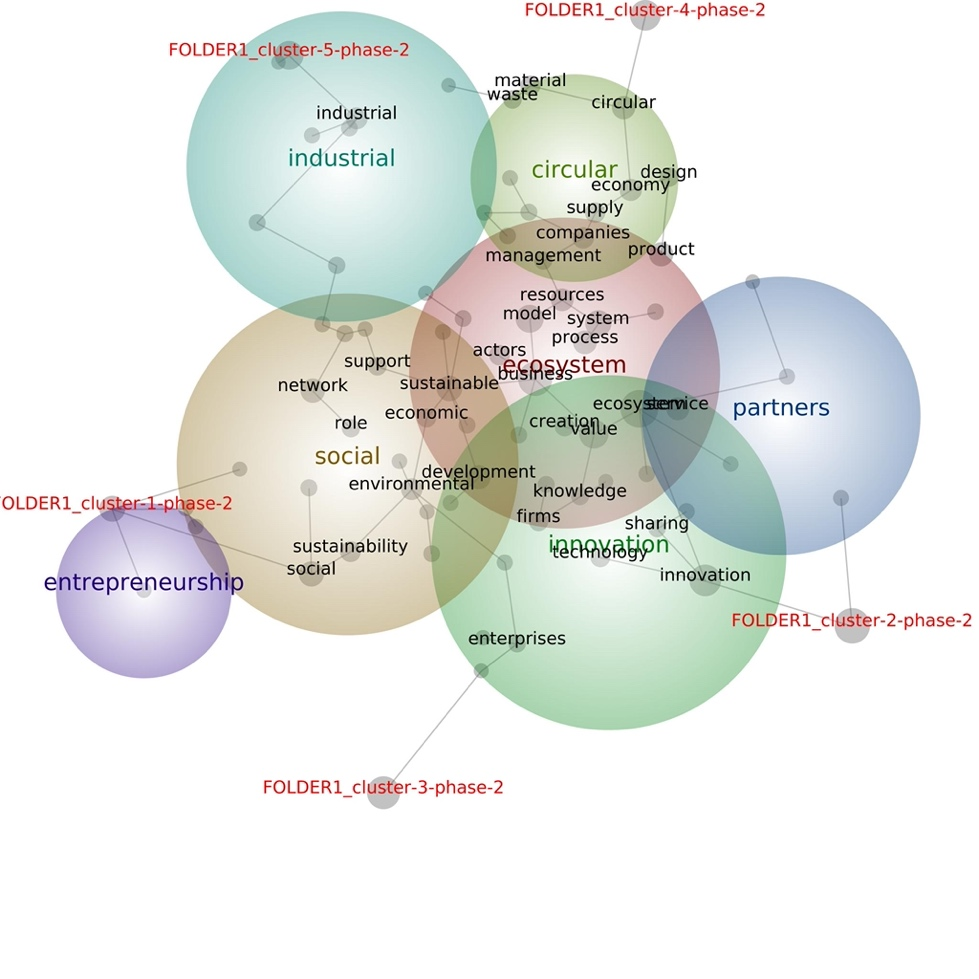 FOLDER1_cluster-4-phase-2
FOLDER1_cluster-5-phase-2
material
waste
circular
industrial
industrial
circular
design
economy
supply
companies
product
management
resources
model
system
process
actors
support
ecosystem
business
network
sustainable
ecosystem
service
partners
economic
creation
value
role
social
development
environmental
knowledge
FOLDER1_cluster-1-phase-2
firms
sharing
innovation
sustainability
technology
social
innovation
entrepreneurship
FOLDER1_cluster-2-phase-2
enterprises
FOLDER1_cluster-3-phase-2